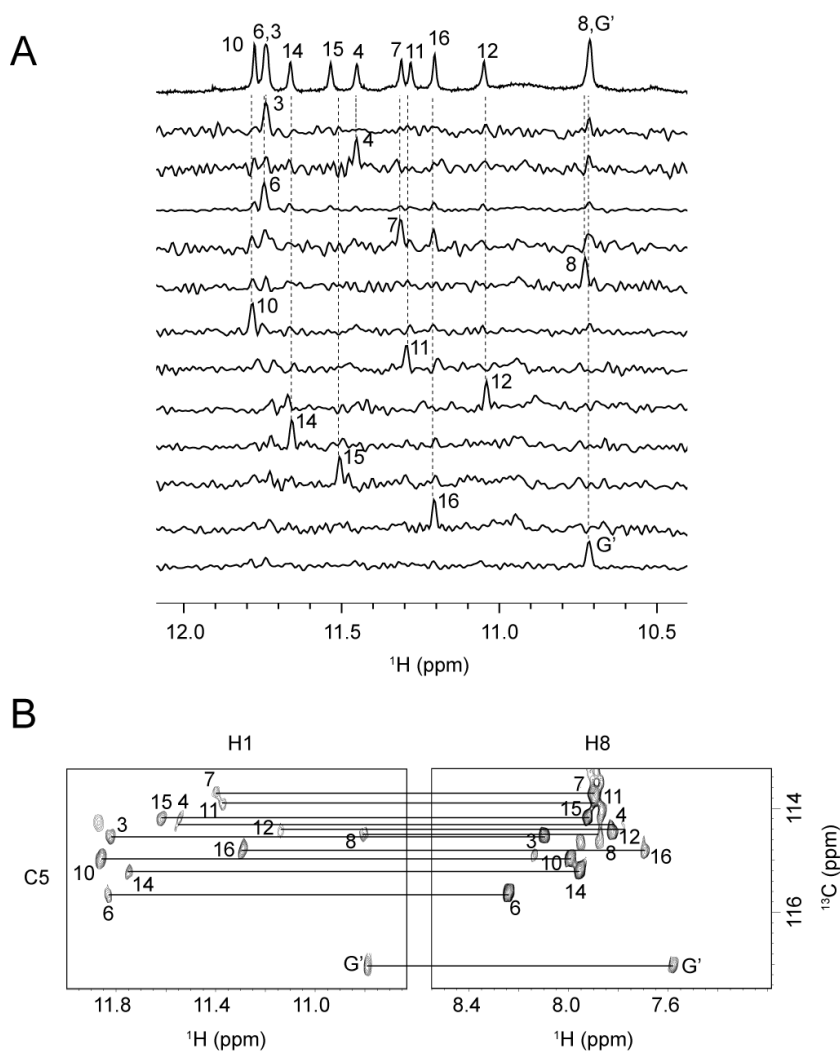 A
10 6,3 14 15 4 7 11 16 12 8,G'
3
4
6
7
8
10
11
12
14
15
16
G'
12.0 11.5 11.0 10.5
¹H (ppm)
B
H1 H8
7 7
11 11
15 4 15 4
12 12
3 8 3 8
16 16
10 10
14 14
6 6
G' G'
C5
114
116
¹³C (ppm)
11.8 11.4 11.0 8.4 8.0 7.6
¹H (ppm) ¹H (ppm)